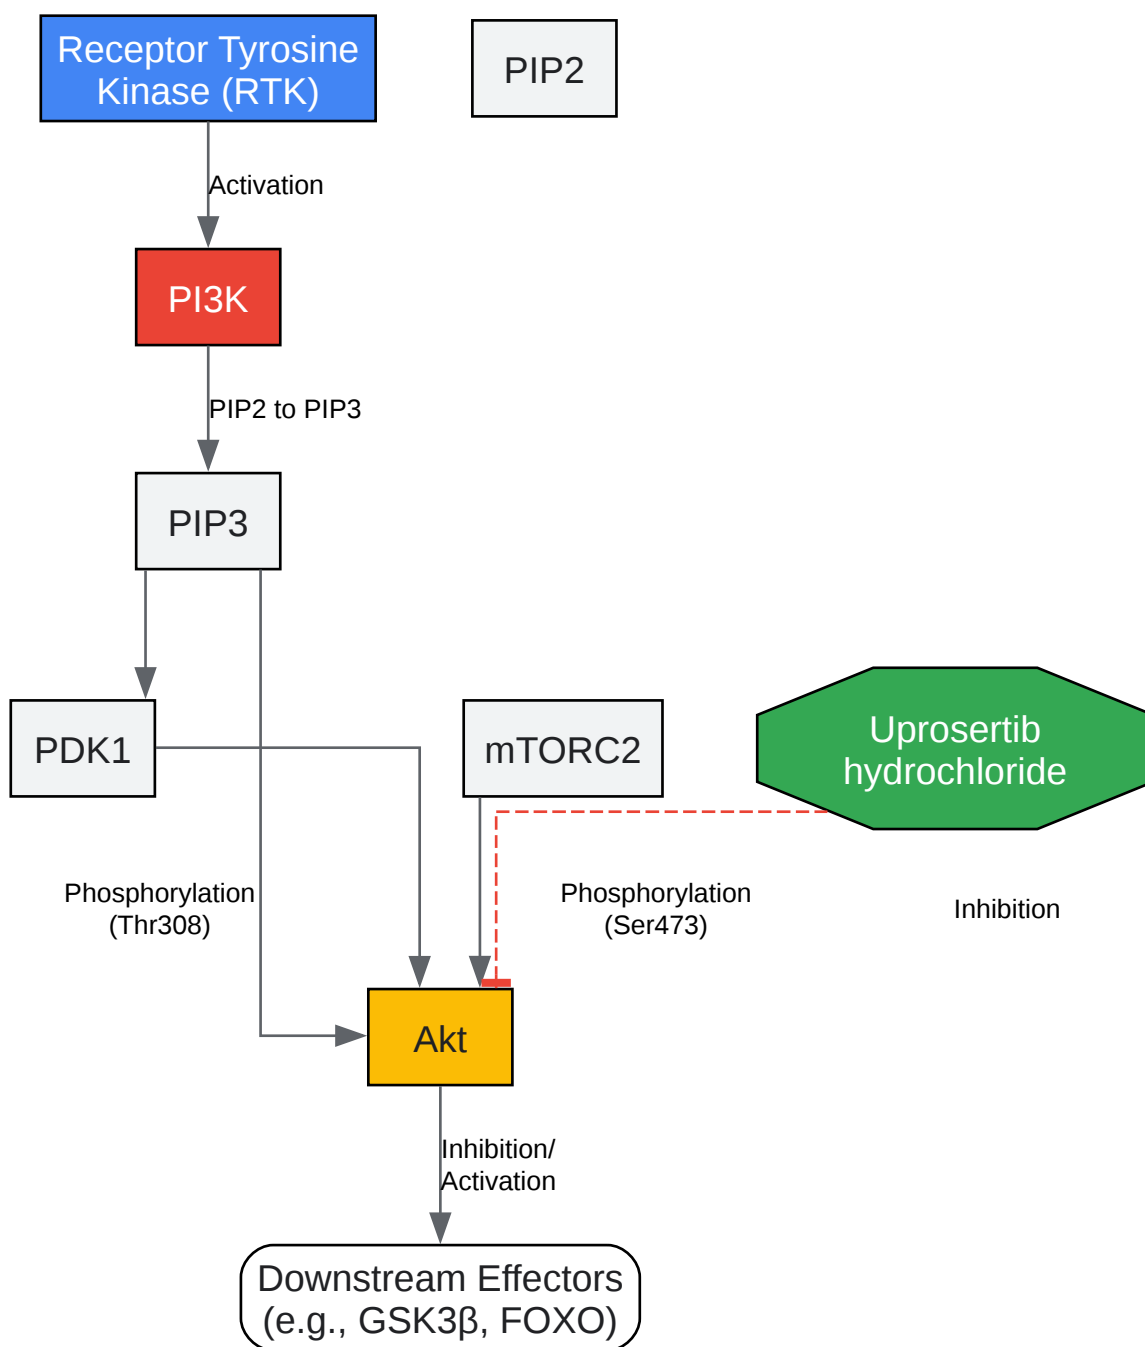 Receptor Tyrosine
Kinase (RTK)
PIP2
Activation
PI3K
PIP2 to PIP3
PIP3
PDK1
mTORC2
Uprosertib
hydrochloride
Phosphorylation
(Thr308)
Phosphorylation
(Ser473)
Inhibition
Akt
Inhibition/
Activation
Downstream Effectors
(e.g., GSK3β, FOXO)